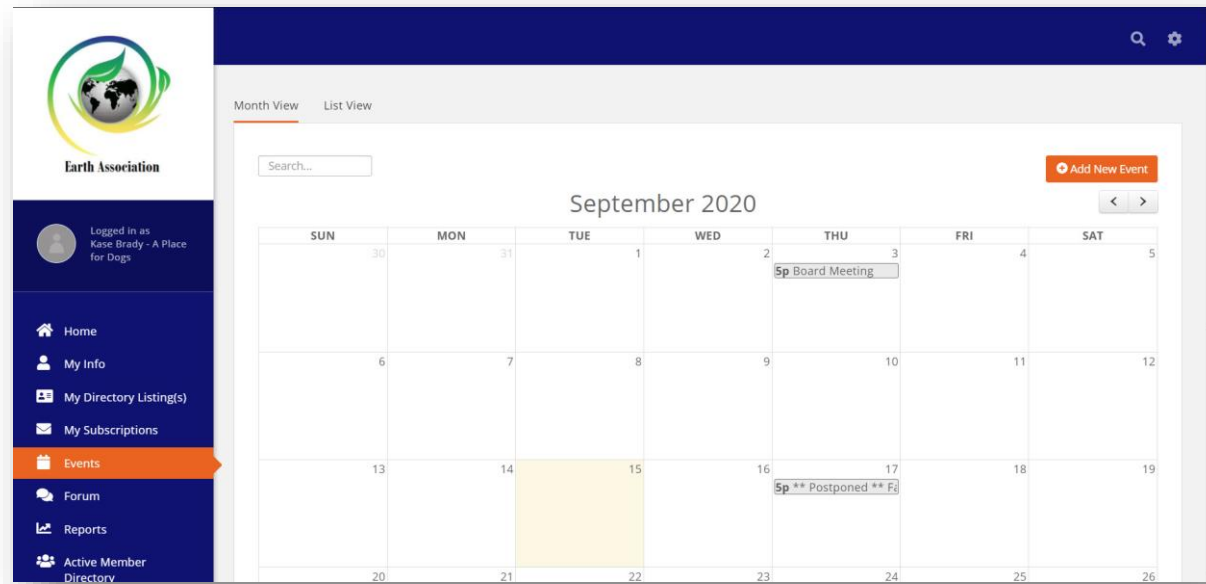 Earth Association
Logged in as
Kase Brady - A Place
for Dogs
Home
My Info
My Directory Listing(s)
My Subscriptions
Events
Forum
Reports
Active Member
Directory
Month View List View
Search...
Add New Event
September 2020
SUN MON TUE WED THU FRI SAT
30 31 1 2 3 4 5
5p Board Meeting
6 7 8 9 10 11 12
13 14 15 16 17 18 19
5p ** Postponed ** Fa
20 21 22 23 24 25 26